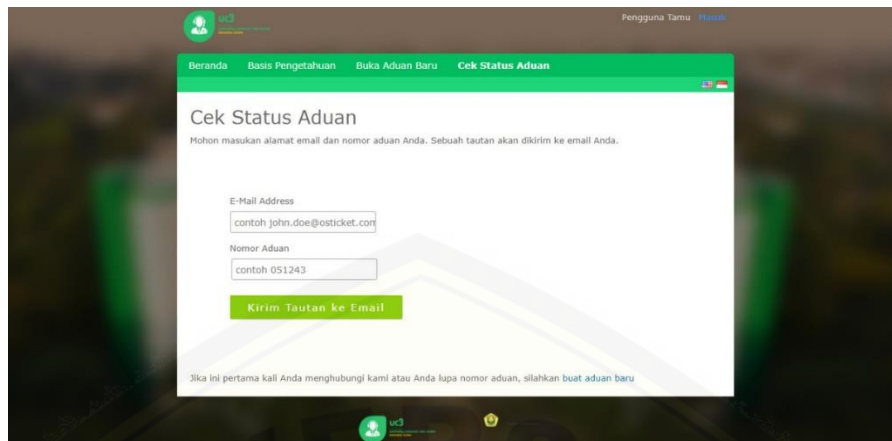 uc3
Pengguna Tamu Masuk
Beranda Basis Pengetahuan Buka Aduan Baru Cek Status Aduan
Cek Status Aduan
Mohon masukan alamat email dan nomor aduan Anda. Sebuah tautan akan dikirim ke email Anda.
E-Mail Address
contoh john.doe@osticket.com
Nomor Aduan
contoh 051243
Kirim Tautan ke Email
Jika ini pertama kali Anda menghubungi kami atau Anda lupa nomor aduan, silahkan buat aduan baru
uc3